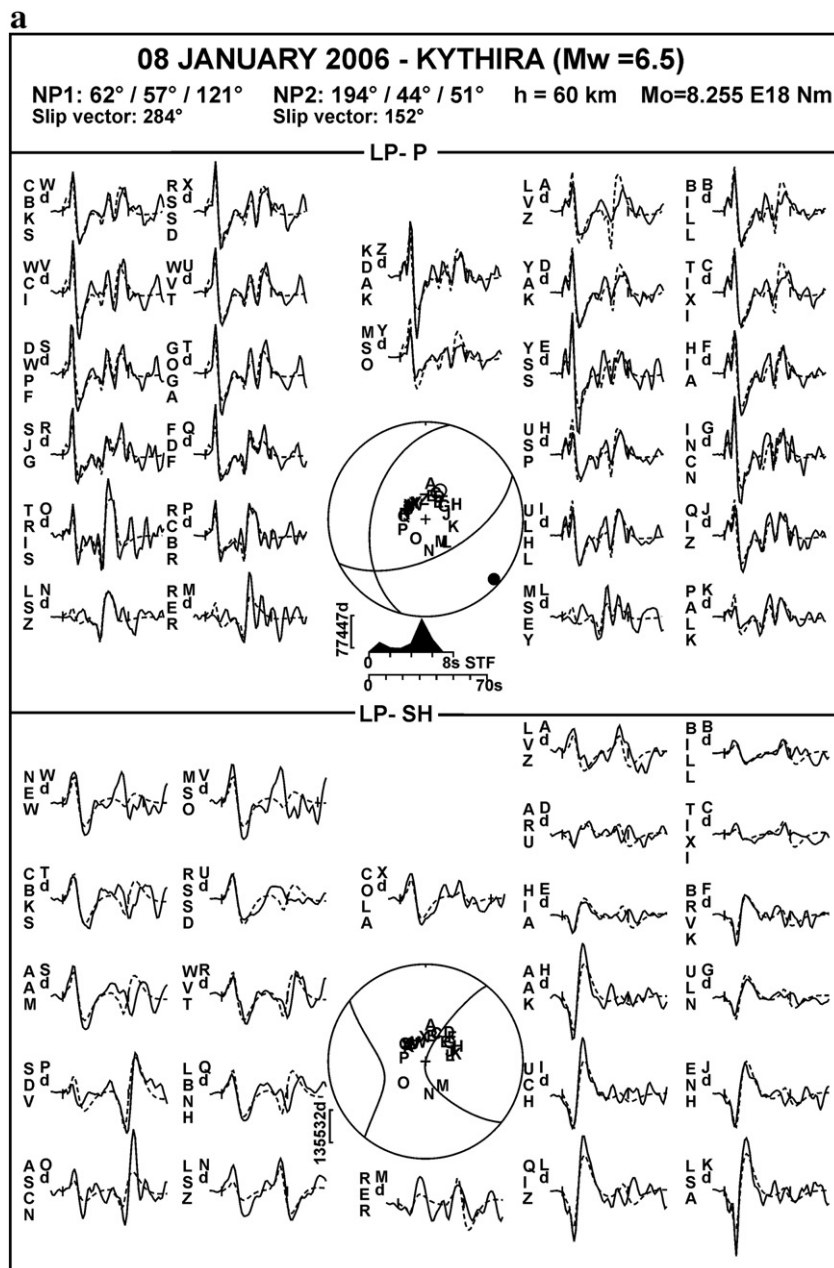 a
08 JANUARY 2006 - KYTHIRA (Mw =6.5)
NP1: 62° / 57° / 121° NP2: 194° / 44° / 51° h = 60 km Mo=8.255 E18 Nm
Slip vector: 284° Slip vector: 152°
LP- P
CBKS W d
RSSD X d
KDAK Z d
LVZ A d
BILL B d
WCI V d
WVT U d
MSO Y d
YAK D d
TIXI C d
DWPF S d
GOGA T d
YSS E d
HIA F d
SJG R d
FDF Q d
USP H d
INCN G d
TRIS O d
RCBR P d
ULHL I d
QIZ J d
LSZ N d
RER M d
MSEY L d
PALK K d
A
H
G
J
K
P
O
N
M
L
77447d
0 8s STF
0 70s
LP- SH
LVZ A d
BILL B d
NEW W d
MSO V d
ARU D d
TIXI C d
CBKS T d
RSSD U d
COLA X d
HIA E d
BRVK F d
AAM S d
WVT R d
AAK H d
ULN G d
SDV P d
LBNH Q d
UCH I d
ENH J d
ASCN O d
LSZ N d
RER M d
QIZ L d
LSA K d
A
H
K
P
O
N
M
135532d